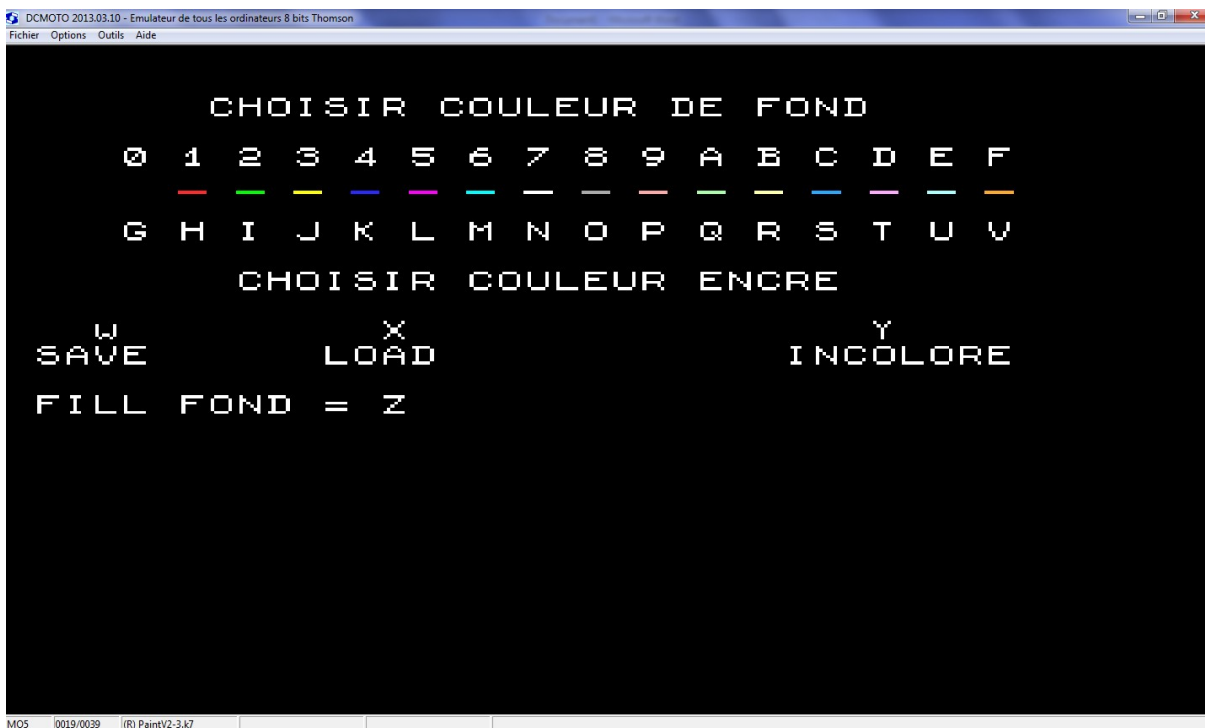 DCMOTO 2013.03.10 - Emulateur de tous les ordinateurs 8 bits Thomson
Fichier Options Outils Aide
CHOISIR COULEUR DE FOND
0 1 2 3 4 5 6 7 8 9 A B C D E F
G H I J K L M N O P Q R S T U V
CHOISIR COULEUR ENCRE
W X Y
SAVE LOAD INCOLORE
FILL FOND = Z
MO5 0019/0039 (R) PaintV2-3.k7